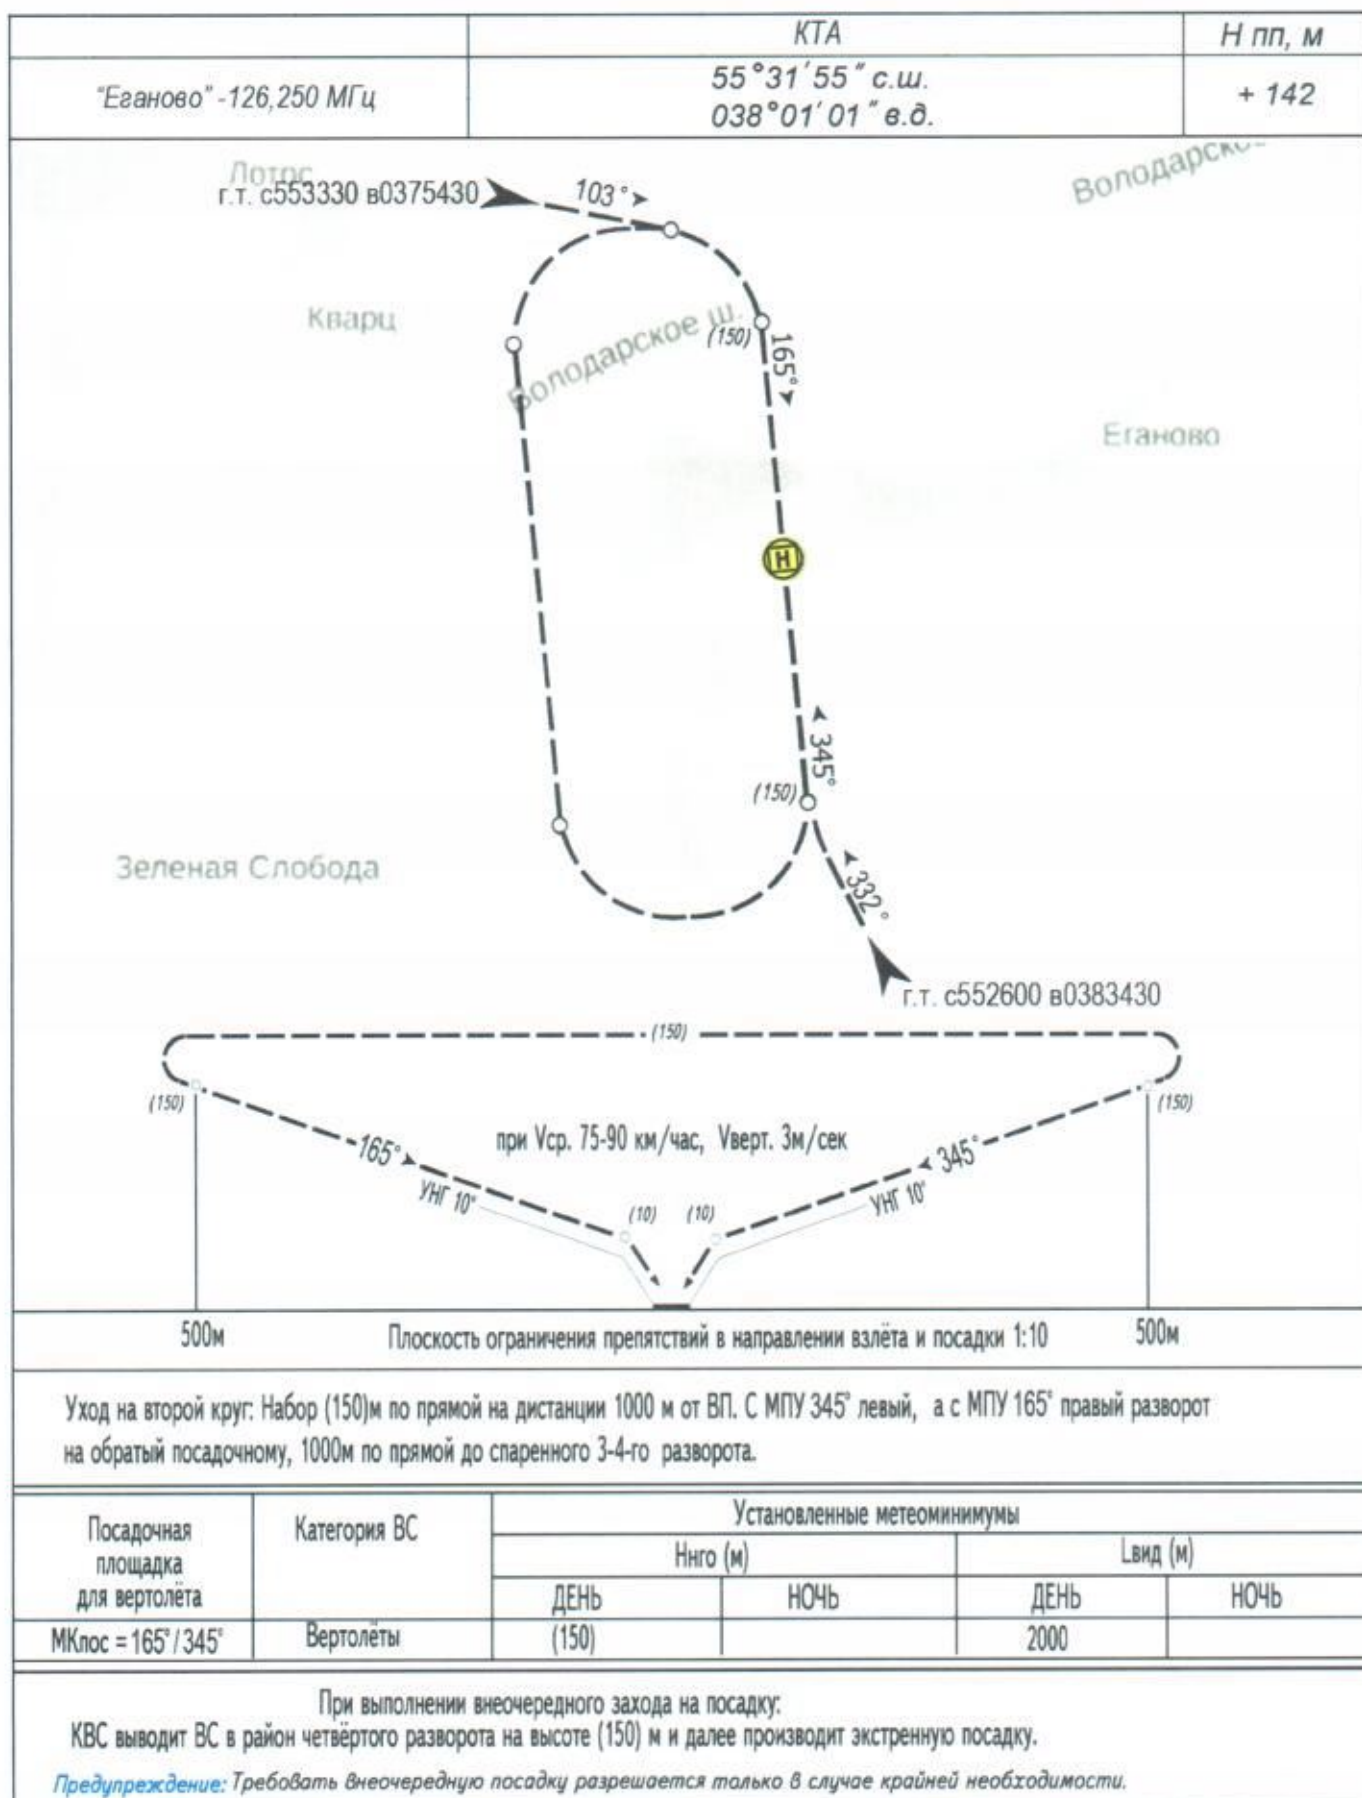 КТА
Н пп, м
"Еганово" -126,250 МГц
55°31′55″ с.ш.
038°01′01″ в.д.
+ 142
Лотос
Володарско
г.т. с553330 в0375430
103°
Кварц
Володарское ш.
(150)
165°
Еганово
Н
345°
(150)
Зеленая Слобода
332°
г.т. с552600 в0383430
(150)
(150)
(150)
при Vср. 75-90 км/час, Vверт. 3м/сек
165°
345°
УНГ 10°
УНГ 10°
(10)
(10)
500м
Плоскость ограничения препятствий в направлении взлёта и посадки 1:10
500м
Уход на второй круг: Набор (150)м по прямой на дистанции 1000 м от ВП. С МПУ 345° левый, а с МПУ 165° правый разворот
на обратый посадочному, 1000м по прямой до спаренного 3-4-го разворота.
Посадочная
площадка
для вертолёта
Категория ВС
Установленные метеоминимумы
Ннго (м)
Lвид (м)
ДЕНЬ
НОЧЬ
ДЕНЬ
НОЧЬ
МКпос = 165°/ 345°
Вертолёты
(150)
2000
При выполнении внеочередного захода на посадку:
КВС выводит ВС в район четвёртого разворота на высоте (150) м и далее производит экстренную посадку.
Предупреждение: Требовать внеочередную посадку разрешается только в случае крайней необходимости.